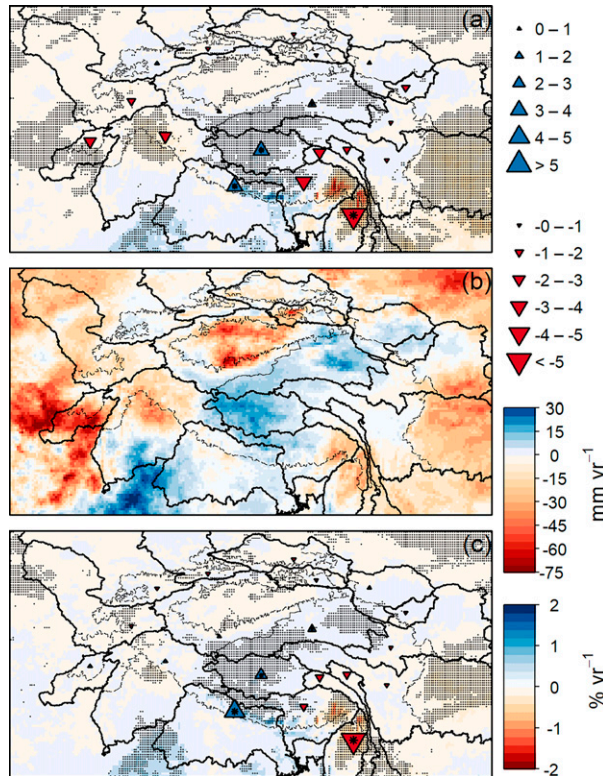 (a)
0 – 1
1 – 2
2 – 3
3 – 4
4 – 5
> 5
-0 – -1
-1 – -2
-2 – -3
-3 – -4
-4 – -5
< -5
(b)
30
15
0
-15
-30
-45
-60
-75
mm yr⁻¹
(c)
2
1
0
-1
-2
% yr⁻¹